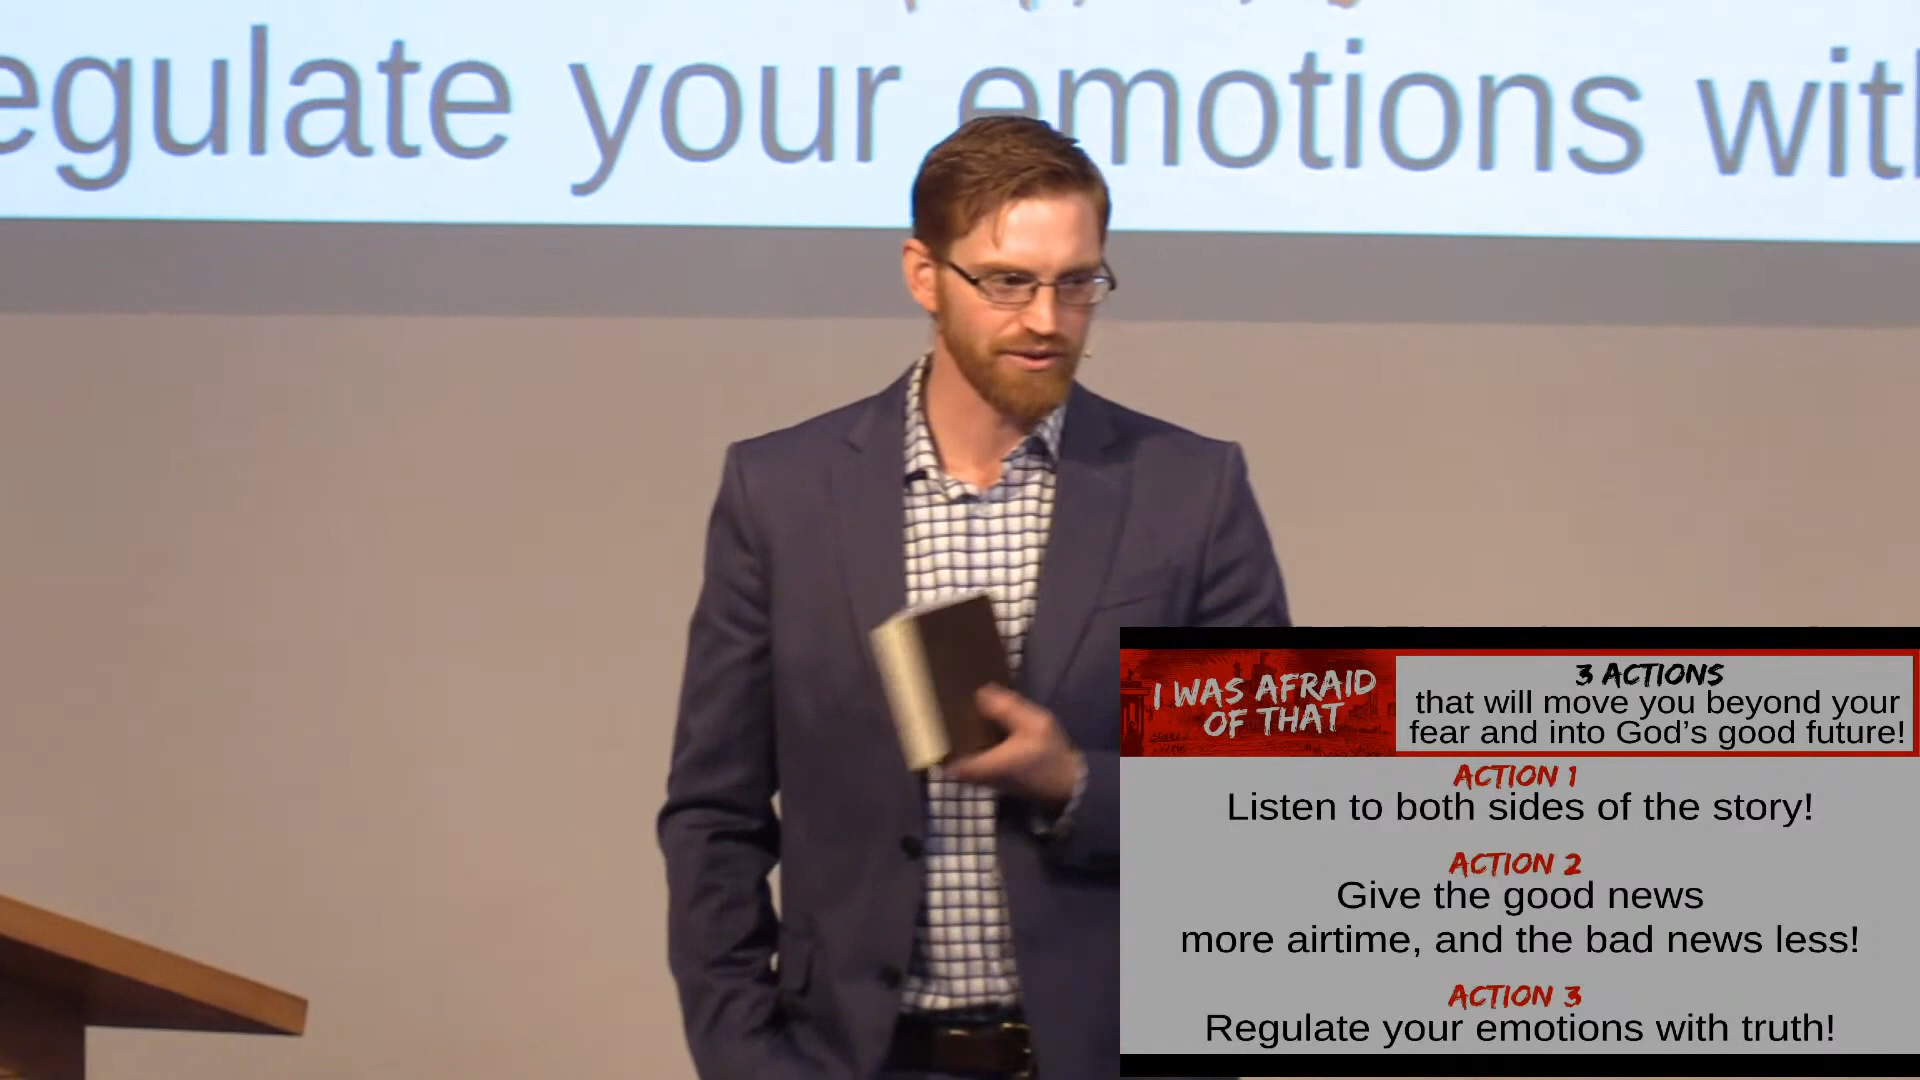 egulate your emotions wit
I WAS AFRAID
OF THAT
3 ACTIONS
that will move you beyond your
fear and into God's good future!
ACTION 1
Listen to both sides of the story!
ACTION 2
Give the good news
more airtime, and the bad news less!
ACTION 3
Regulate your emotions with truth!